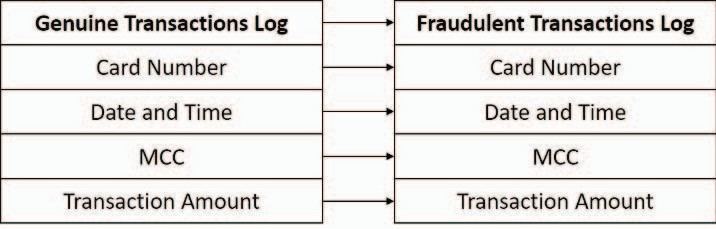 Genuine Transactions Log
Fraudulent Transactions Log
Card Number
Card Number
Date and Time
Date and Time
MCC
MCC
Transaction Amount
Transaction Amount